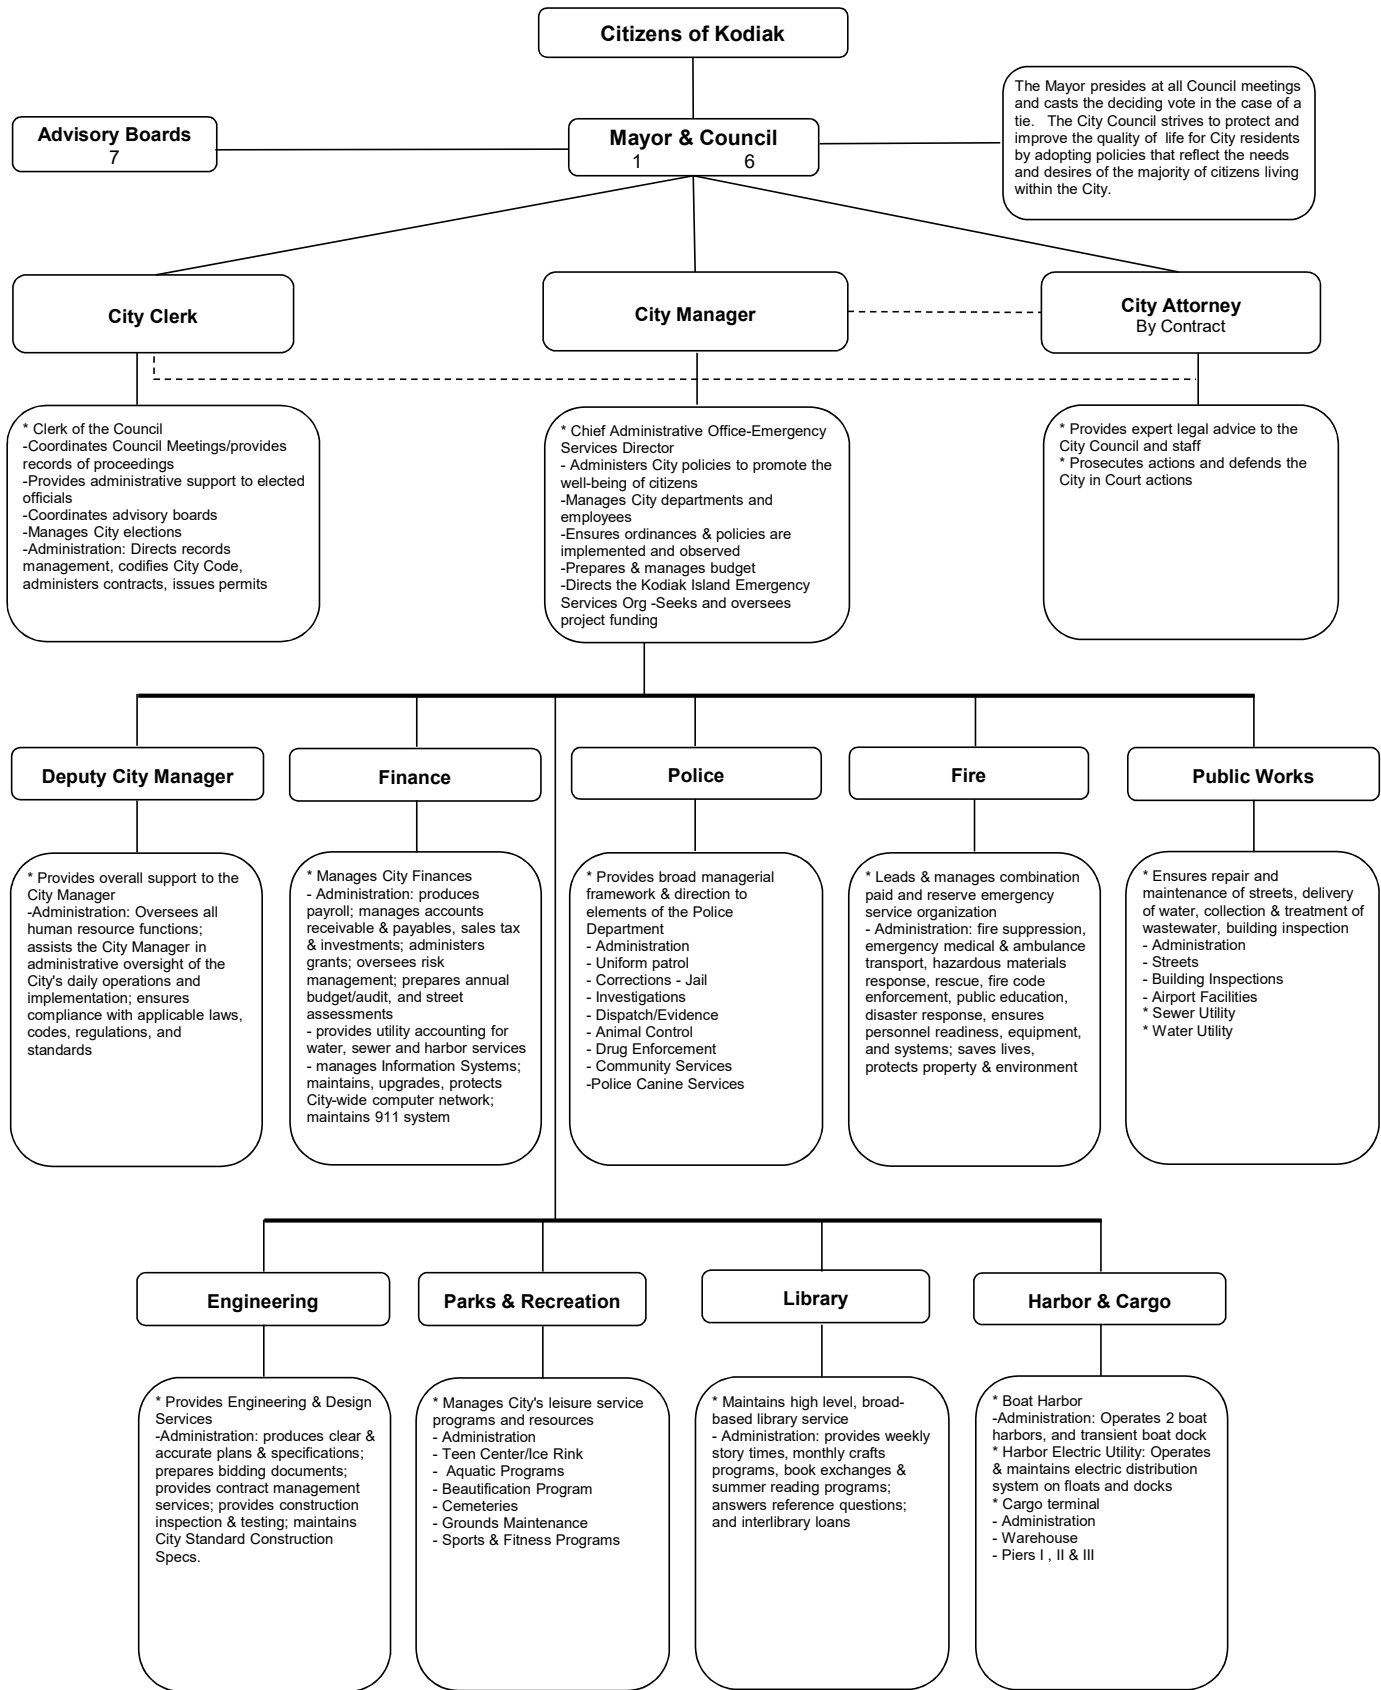 Citizens of Kodiak
The Mayor presides at all Council meetings
and casts the deciding vote in the case of a
tie.   The City Council strives to protect and
improve the quality of  life for City residents
by adopting policies that reflect the needs
and desires of the majority of citizens living
within the City.
Advisory Boards
7
Mayor & Council
1 6
City Clerk
City Manager
City Attorney
By Contract
* Clerk of the Council
-Coordinates Council Meetings/provides
records of proceedings
-Provides administrative support to elected
officials
-Coordinates advisory boards
-Manages City elections
-Administration: Directs records
management, codifies City Code,
administers contracts, issues permits
* Chief Administrative Office-Emergency
Services Director
- Administers City policies to promote the
well-being of citizens
-Manages City departments and
employees
-Ensures ordinances & policies are
implemented and observed
-Prepares & manages budget
-Directs the Kodiak Island Emergency
Services Org -Seeks and oversees
project funding
* Provides expert legal advice to the
City Council and staff
* Prosecutes actions and defends the
City in Court actions
Deputy City Manager
Finance
Police
Fire
Public Works
* Provides overall support to the
City Manager
-Administration: Oversees all
human resource functions;
assists the City Manager in
administrative oversight of the
City's daily operations and
implementation; ensures
compliance with applicable laws,
codes, regulations, and
standards
* Manages City Finances
- Administration: produces
payroll; manages accounts
receivable & payables, sales tax
& investments; administers
grants; oversees risk
management; prepares annual
budget/audit, and street
assessments
- provides utility accounting for
water, sewer and harbor services
- manages Information Systems;
maintains, upgrades, protects
City-wide computer network;
maintains 911 system
* Provides broad managerial
framework & direction to
elements of the Police
Department
- Administration
- Uniform patrol
- Corrections - Jail
- Investigations
- Dispatch/Evidence
- Animal Control
- Drug Enforcement
- Community Services
-Police Canine Services
* Leads & manages combination
paid and reserve emergency
service organization
- Administration: fire suppression,
emergency medical & ambulance
transport, hazardous materials
response, rescue, fire code
enforcement, public education,
disaster response, ensures
personnel readiness, equipment,
and systems; saves lives,
protects property & environment
* Ensures repair and
maintenance of streets, delivery
of water, collection & treatment of
wastewater, building inspection
- Administration
- Streets
- Building Inspections
- Airport Facilities
* Sewer Utility
* Water Utility
Engineering
Parks & Recreation
Library
Harbor & Cargo
* Provides Engineering & Design
Services
-Administration: produces clear &
accurate plans & specifications;
prepares bidding documents;
provides contract management
services; provides construction
inspection & testing; maintains
City Standard Construction
Specs.
* Manages City's leisure service
programs and resources
- Administration
- Teen Center/Ice Rink
-  Aquatic Programs
- Beautification Program
- Cemeteries
- Grounds Maintenance
- Sports & Fitness Programs
* Maintains high level, broad-
based library service
- Administration: provides weekly
story times, monthly crafts
programs, book exchanges &
summer reading programs;
answers reference questions;
and interlibrary loans
* Boat Harbor
-Administration: Operates 2 boat
harbors, and transient boat dock
* Harbor Electric Utility: Operates
& maintains electric distribution
system on floats and docks
* Cargo terminal
- Administration
- Warehouse
- Piers I , II & III